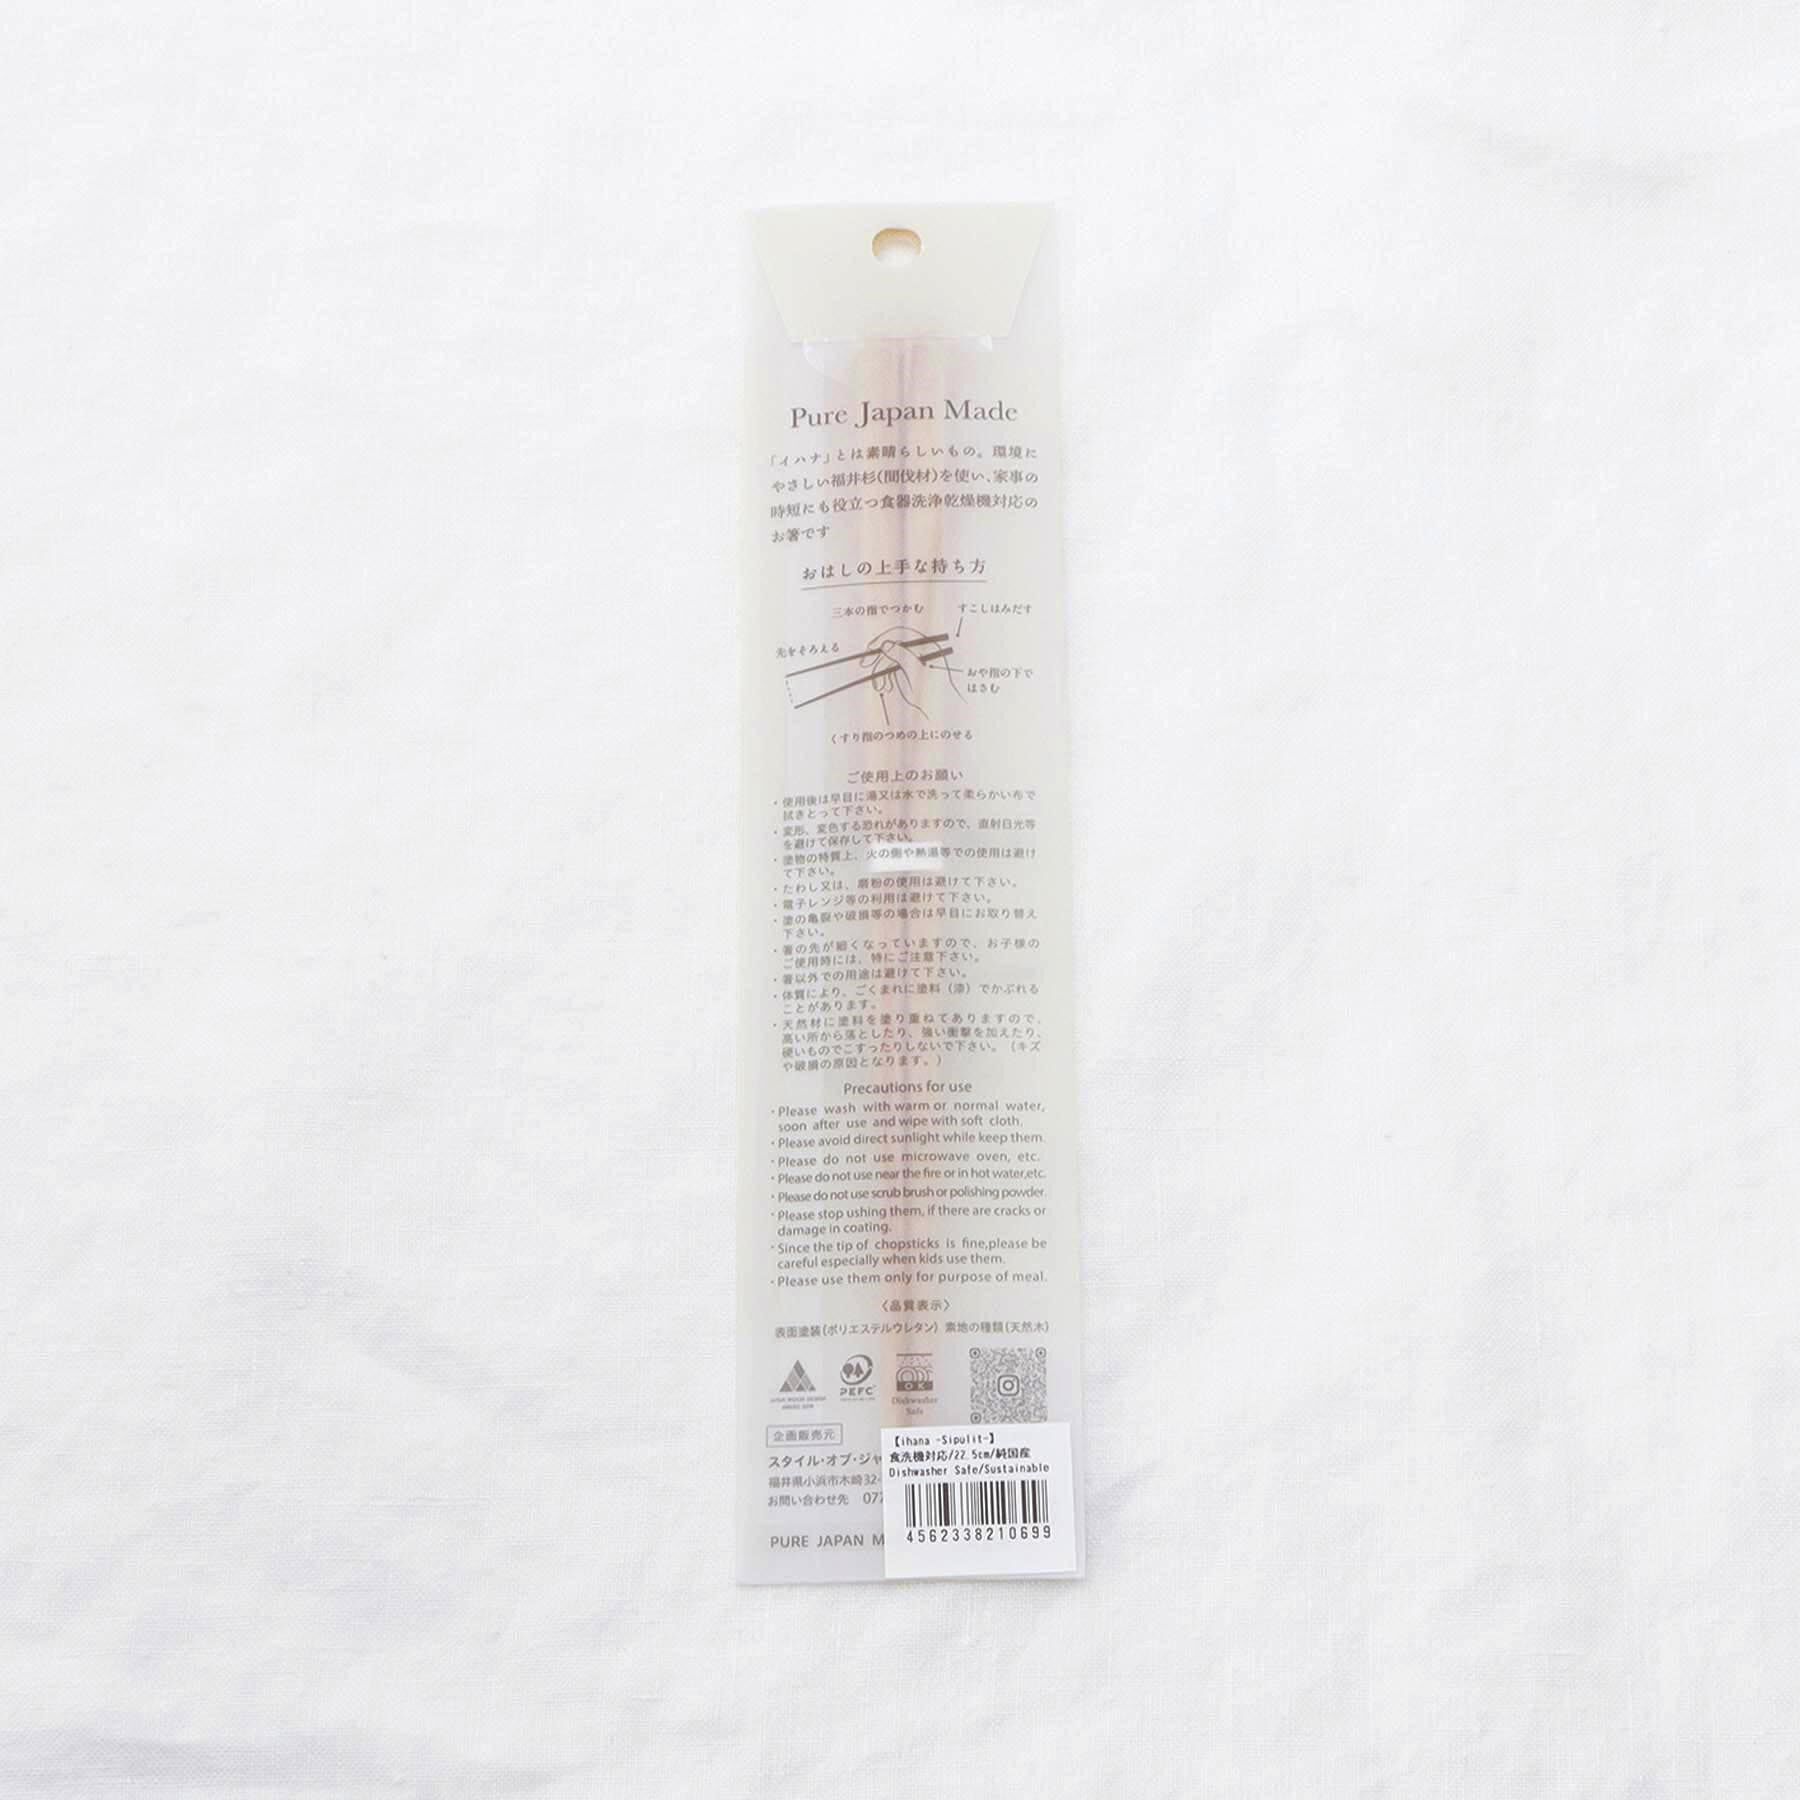 Pure Japan Made
「イハナ」とは素晴らしいもの。環境に
やさしい福井杉(間伐材)を使い、家事の
時短にも役立つ食器洗浄乾燥機対応の
お箸です
おはしの上手な持ち方
三本の指でつかむ
すこしはみだす
先をそろえる
おや指の下で
はさむ
くすり指のつめの上にのせる
ご使用上のお願い
・使用後は早目に湯又は水で洗って柔らかい布で
拭きとって下さい。
・変形、変色する恐れがありますので、直射日光等
を避けて保存して下さい。
・塗物の特質上、火の側や熱湯等での使用は避け
て下さい。
・たわし又は、磨粉の使用は避けて下さい。
・電子レンジ等の利用は避けて下さい。
・塗の亀裂や破損等の場合は早目にお取り替え
下さい。
・箸の先が細くなっていますので、お子様の
ご使用時には、特にご注意下さい。
・箸以外での用途は避けて下さい。
・体質により、ごくまれに塗料（漆）でかぶれる
ことがあります。
・天然材に塗料を塗り重ねてありますので、
高い所から落としたり、強い衝撃を加えたり、
硬いものでこすったりしないで下さい。（キズ
や破損の原因となります。）
Precautions for use
・Please wash with warm or normal water,
soon after use and wipe with soft cloth.
・Please avoid direct sunlight while keep them.
・Please do not use microwave oven, etc.
・Please do not use near the fire or in hot water,etc.
・Please do not use scrub brush or polishing powder.
・Please stop ushing them, if there are cracks or
damage in coating.
・Since the tip of chopsticks is fine,please be
careful especially when kids use them.
・Please use them only for purpose of meal.
〈品質表示〉
表面塗装(ポリエステルウレタン) 素地の種類(天然木)
JAPAN WOOD DESIGN
PEFC
OK
Dishwasher
Safe
企画販売元
スタイル・オブ・ジャ
福井県小浜市木崎32-
お問い合わせ先 077
PURE JAPAN M
【ihana -Sipulit-】
食洗機対応/22.5cm/純国産
Dishwasher Safe/Sustainable
4562338210699